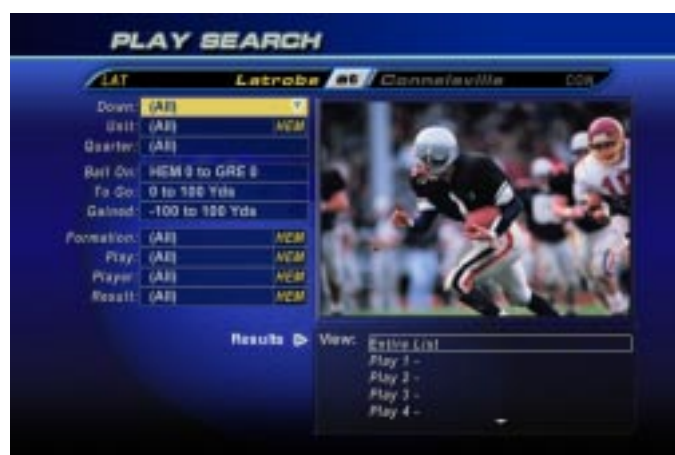 PLAY SEARCH
LAT Latrobe @6 Connelsville CON
Down: (All)
Unit: (All) HEM
Quarter: (All)
Ball On: HEM 0 to GRE 0
To Go: 0 to 100 Yds
Gained: -100 to 100 Yds
Formation: (All) HEM
Play: (All) HEM
Player: (All) HEM
Result: (All) HEM
Results View: Entire List
Play 1 -
Play 2 -
Play 3 -
Play 4 -